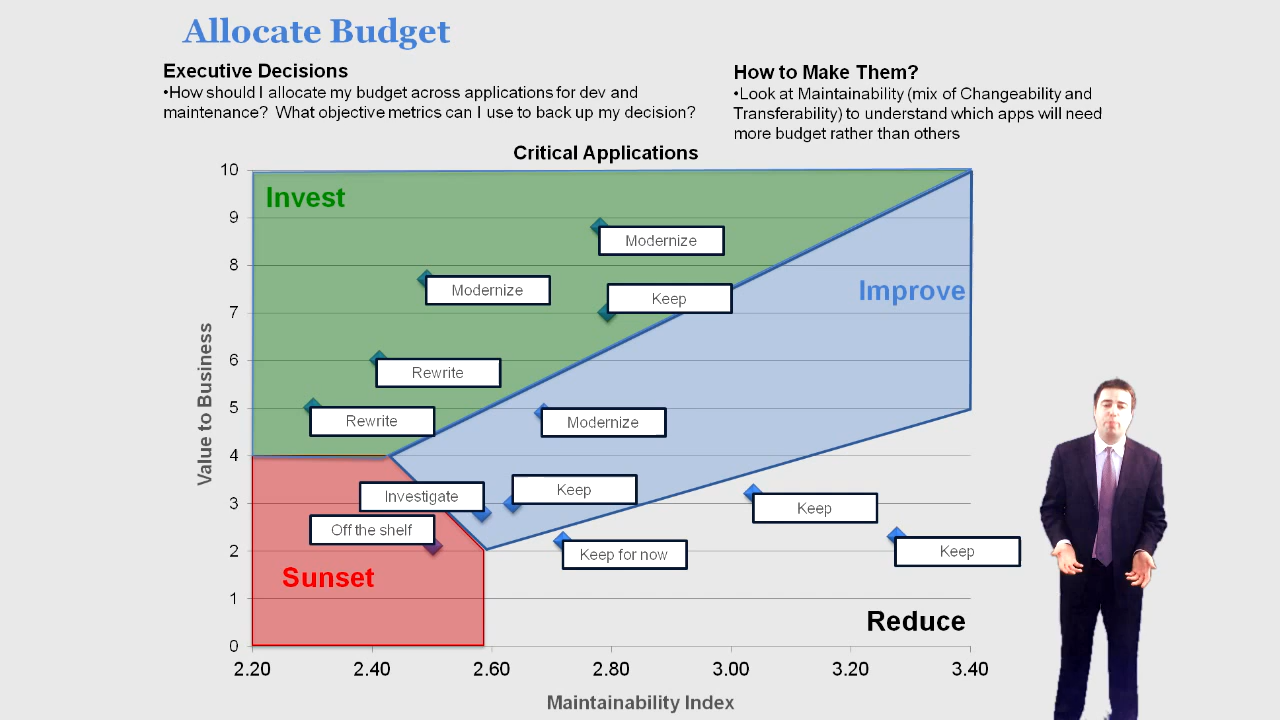 Allocate Budget
Executive Decisions
•How should I allocate my budget across applications for dev and
maintenance? What objective metrics can I use to back up my decision?
How to Make Them?
•Look at Maintainability (mix of Changeability and
Transferability) to understand which apps will need
more budget rather than others
Critical Applications
10
9
8
7
6
5
4
3
2
1
0
Value to Business
Invest
Modernize
Modernize
Keep
Improve
Rewrite
Rewrite
Modernize
Investigate
Keep
Keep
Off the shelf
Keep for now
Keep
Sunset
Reduce
2.20
2.40
2.60
2.80
3.00
3.20
3.40
Maintainability Index